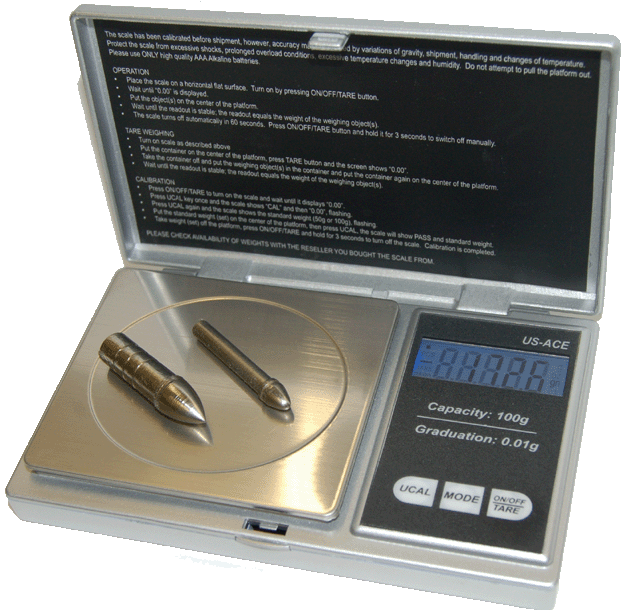 The scale has been calibrated before shipment, however, accuracy ma by variations of gravity, shipment, handling and changes of temperature.
Protect the scale from excessive shocks, prolonged overload conditions, excessive temperature changes and humidity. Do not attempt to pull the platform out.
Please use ONLY high quality AAA Alkaline batteries.
OPERATION
• Place the scale on a horizontal flat surface. Turn on by pressing ON/OFF/TARE button.
• Wait until "0.00" is displayed.
• Put the object(s) on the center of the platform.
• Wait until the readout is stable; the readout equals the weight of the weighing object(s).
• The scale turns off automatically in 60 seconds. Press ON/OFF/TARE button and hold it for 3 seconds to switch off manually.
TARE WEIGHING
• Turn on scale as described above
• Put the container on the center of the platform, press TARE button and the screen shows "0.00".
• Take the container off and put the weighing object(s) in the container and put the container again on the center of the platform.
• Wait until the readout is stable; the readout equals the weight of the weighing object(s).
CALIBRATION
• Press ON/OFF/TARE to turn on the scale and wait until it displays "0.00".
• Press UCAL key once and the scale shows "CAL" and then "0.00", flashing.
• Press UCAL again and the scale shows the standard weight (50g or 100g), flashing.
• Put the standard weight (set) on the center of the platform, then press UCAL, the scale will show PASS and standard weight.
• Take weight (set) off the platform, press ON/OFF/TARE and hold for 3 seconds to turn off the scale. Calibration is completed.
PLEASE CHECK AVAILABILITY OF WEIGHTS WITH THE RESELLER YOU BOUGHT THE SCALE FROM.
US-ACE
Capacity: 100g
Graduation: 0.01g
UCAL
MODE
ON/OFF
TARE